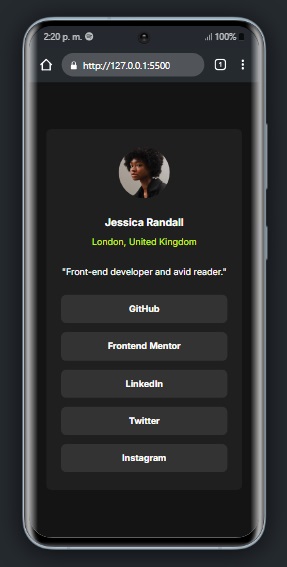 2:20 p. m.
100%
http://127.0.0.1:5500
1
Jessica Randall
London, United Kingdom
"Front-end developer and avid reader."
GitHub
Frontend Mentor
LinkedIn
Twitter
Instagram